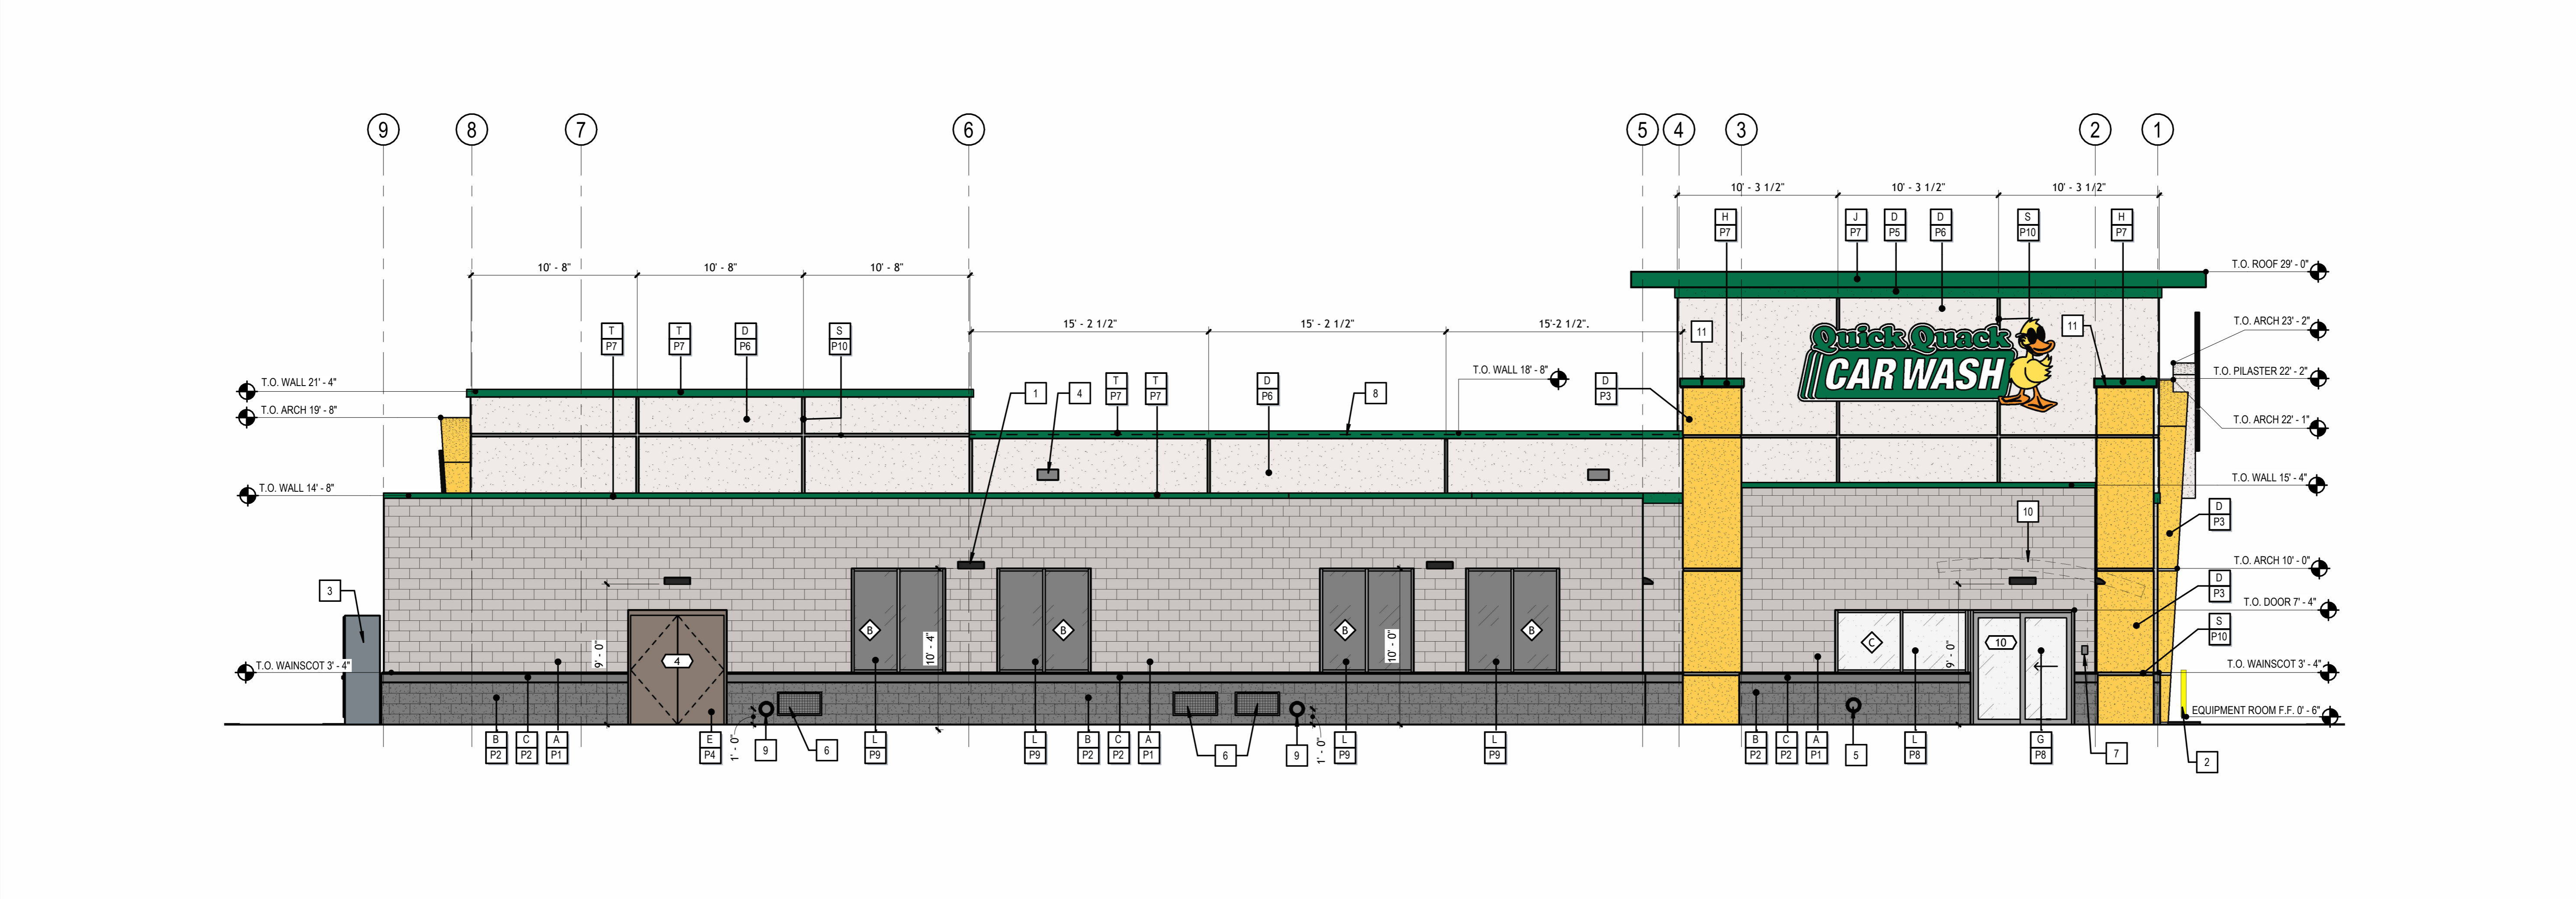 9 8 7 6 5 4 3 2 1
10' - 3 1/2" 10' - 3 1/2" 10' - 3 1/2"
H J D D S H
P7 P7 P5 P6 P10 P7
10' - 8" 10' - 8" 10' - 8"
T.O. ROOF 29' - 0"
15' - 2 1/2" 15' - 2 1/2" 15'-2 1/2".
T.O. ARCH 23' - 2"
T T D S
P7 P7 P6 P10
11 11
Quick Quack
CAR WASH
T.O. WALL 18' - 8"
T.O. PILASTER 22' - 2"
T.O. WALL 21' - 4"
1 4
T T D
P7 P7 P6
8
D
P3
T.O. ARCH 19' - 8"
T.O. ARCH 22' - 1"
T.O. WALL 14' - 8"
T.O. WALL 15' - 4"
10
D
P3
T.O. ARCH 10' - 0"
3
D
P3
T.O. DOOR 7' - 4"
S
P10
B B B B C 10
4
9' - 0" 10' - 4" 10' - 0" 9' - 0"
T.O. WAINSCOT 3' - 4"
T.O. WAINSCOT 3' - 4"
EQUIPMENT ROOM F.F. 0' - 6"
B C A E L L B C A L L B C A L G
P2 P2 P1 P4 P9 P9 P2 P2 P1 P9 P9 P2 P2 P1 P8 P8
1' - 0" 9 6 6 9 1' - 0" 5 7 2